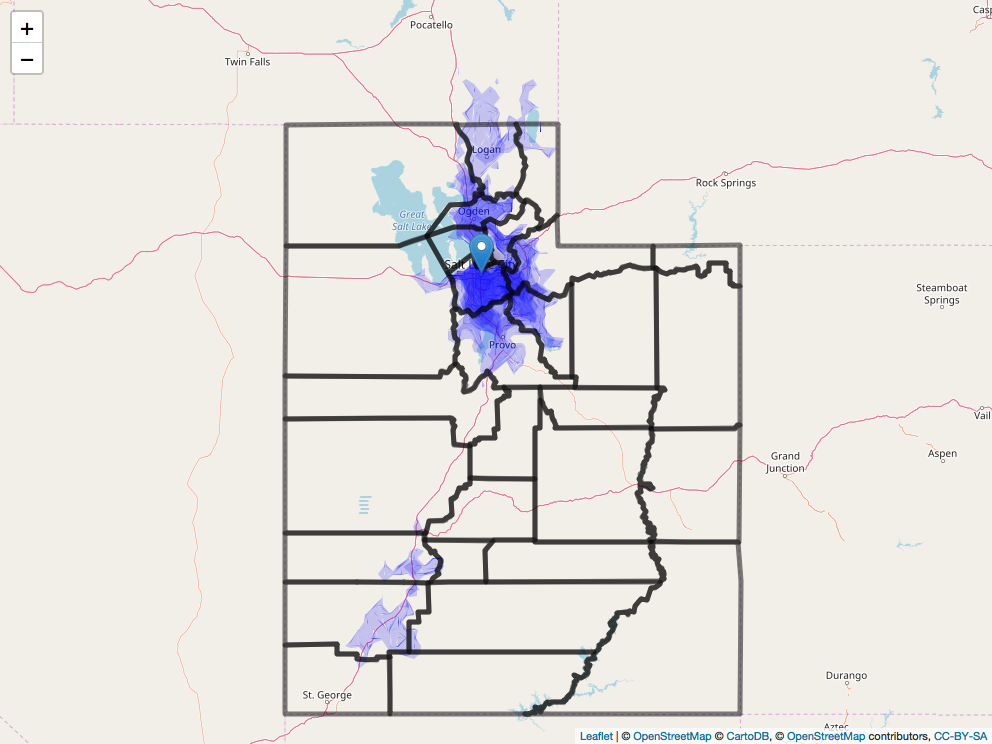 +
−
Pocatello
Casp
Twin Falls
Logan
Rock Springs
Ogden
Great
Salt Lake
Salt L
City
Steamboat
Springs
Provo
Vail
Aspen
Grand
Junction
St. George
Durango
Aztec
Leaflet | © OpenStreetMap © CartoDB, © OpenStreetMap contributors, CC-BY-SA